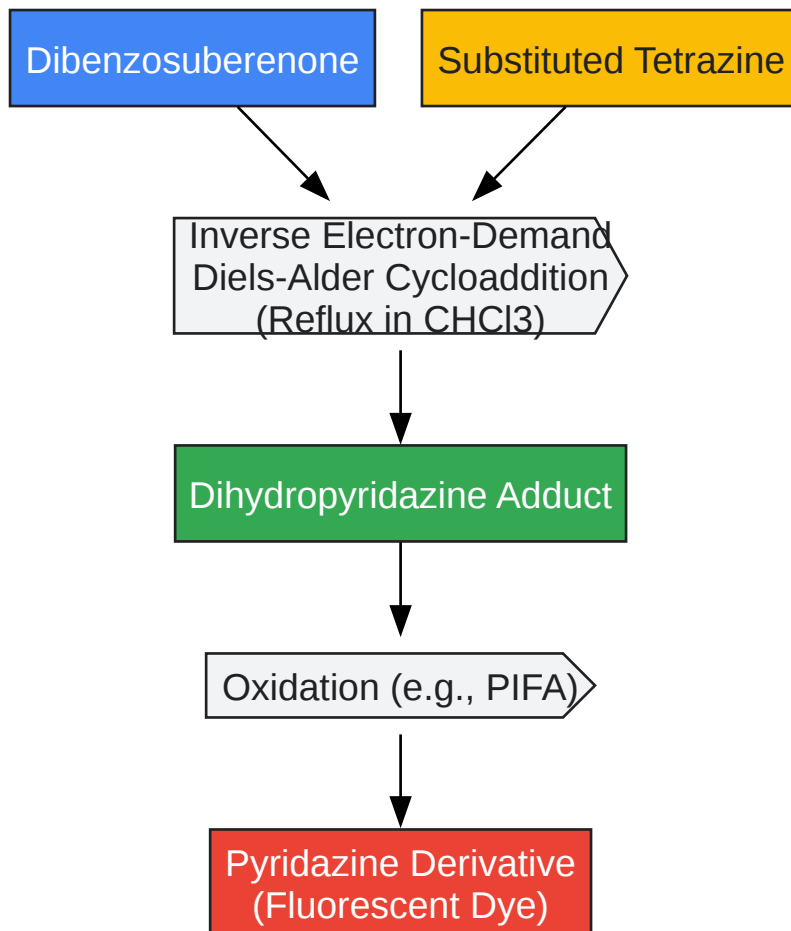 Dibenzosuberenone
Substituted Tetrazine
Inverse Electron-Demand
Diels-Alder Cycloaddition
(Reflux in CHCl3)
Dihydropyridazine Adduct
Oxidation (e.g., PIFA)
Pyridazine Derivative
(Fluorescent Dye)